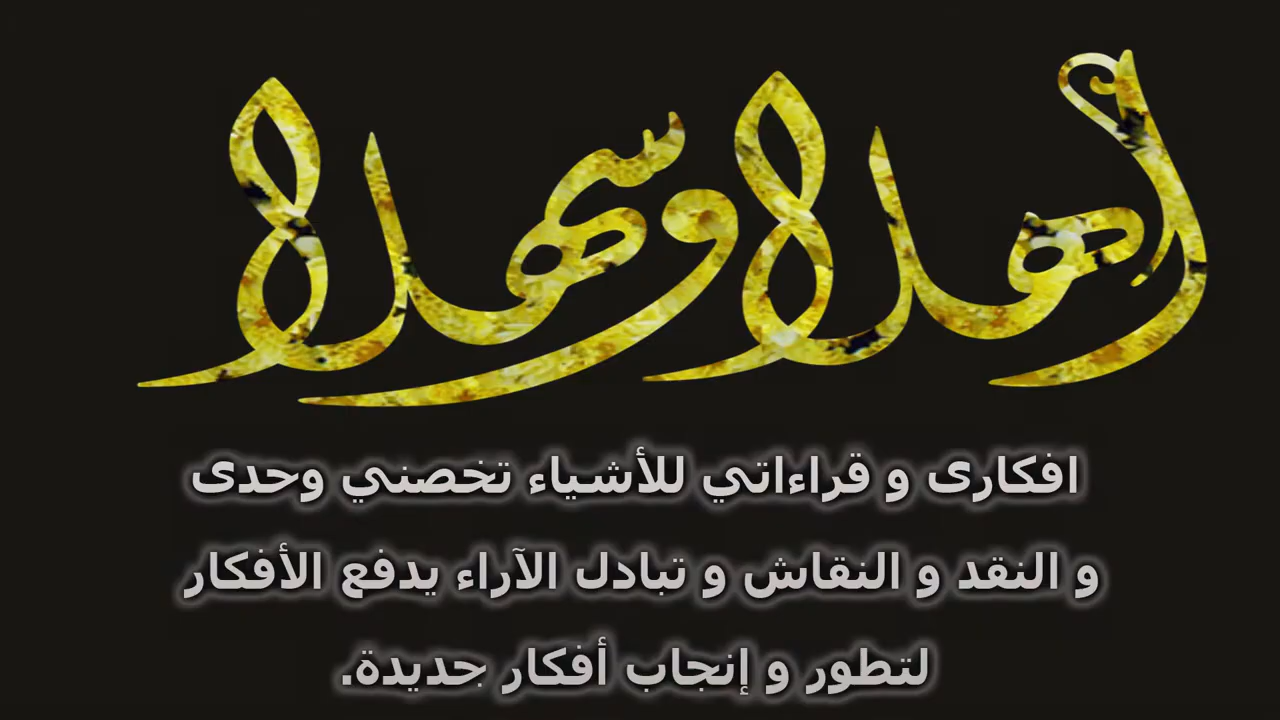 أهلا وسهلا
افكارى و قراءاتي للأشياء تخصني وحدى
و النقد و النقاش و تبادل الآراء يدفع الأفكار
لتطور و إنجاب أفكار جديدة.